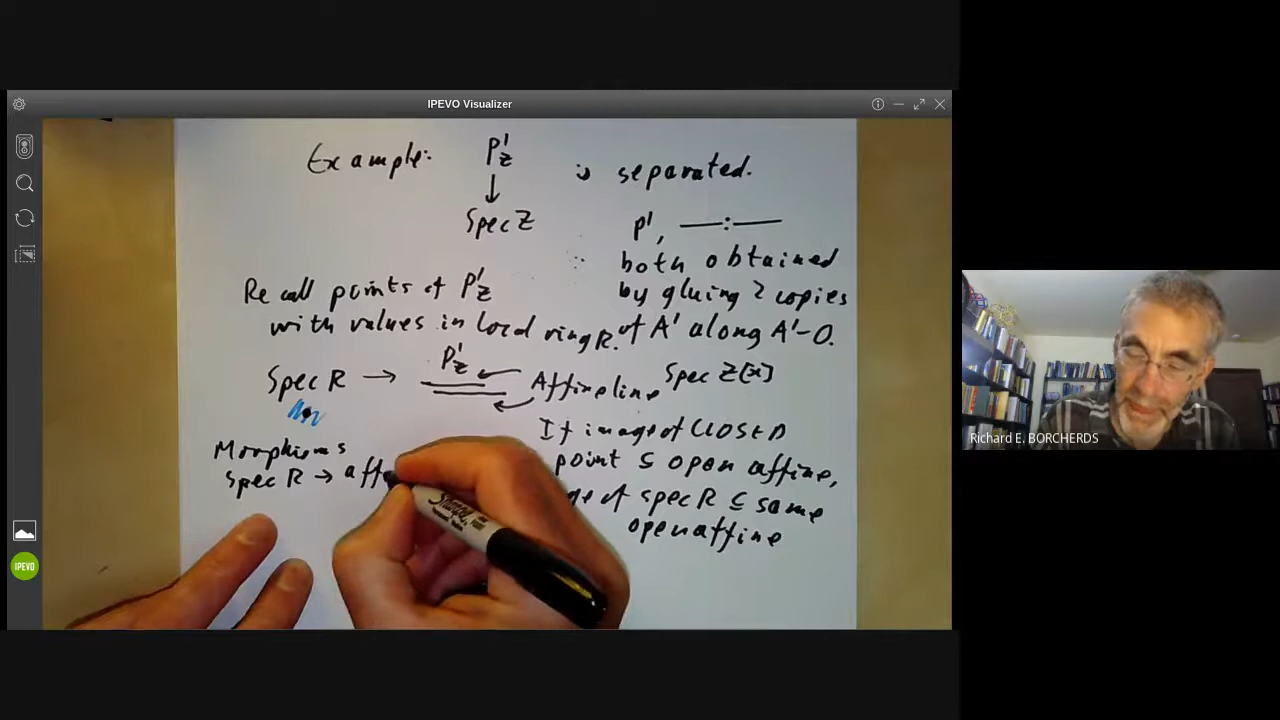 IPEVO Visualizer
Example: P¹_Z is separated.
↓
Spec Z
P¹, —:—
both obtained
by gluing 2 copies
of A¹ along A¹-0.
Recall points of P¹_Z
with values in local ring R.
Spec Z[x]
Spec R → P¹_Z
Affine line
If image of CLOSED
point ⊆ open affine,
of spec R ⊆ same
open affine
Morphisms
Spec R → aff
IPEVO
Richard E. BORCHERDS